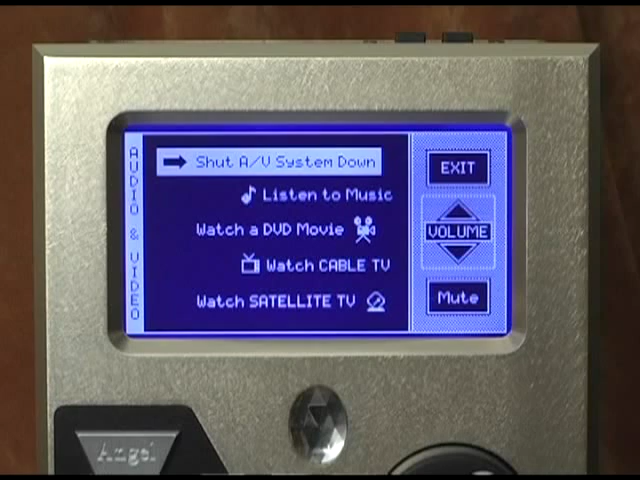 AUDIO & VIDEO
Shut A/V System Down
Listen to Music
Watch a DVD Movie
Watch CABLE TV
Watch SATELLITE TV
EXIT
VOLUME
Mute
Angel